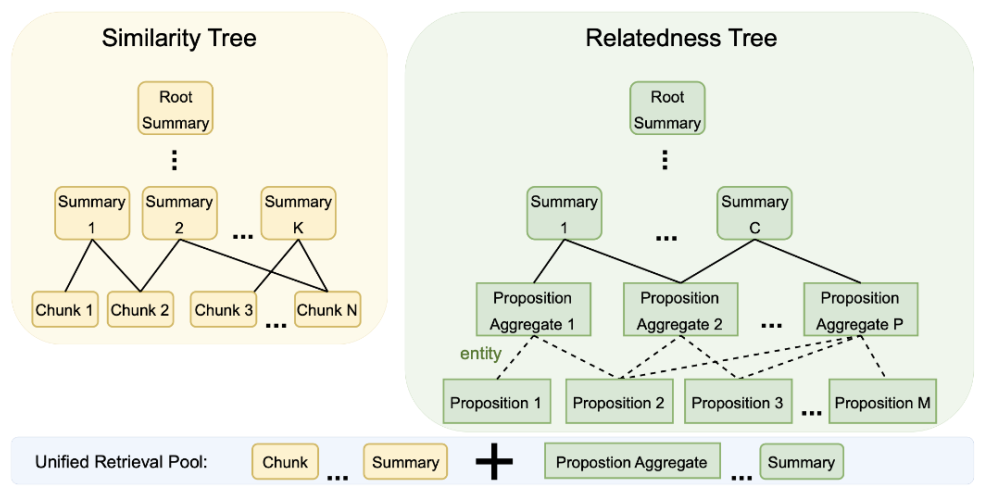 Similarity Tree
Root
Summary
Summary
1
Summary
2
...
Summary
K
Chunk 1
Chunk 2
Chunk 3
...
Chunk N
Relatedness Tree
Root
Summary
Summary
1
...
Summary
C
Proposition
Aggregate 1
Proposition
Aggregate 2
...
Proposition
Aggregate P
entity
Proposition 1
Proposition 2
Proposition 3
...
Proposition M
Unified Retrieval Pool: Chunk ... Summary + Propostion Aggregate ... Summary